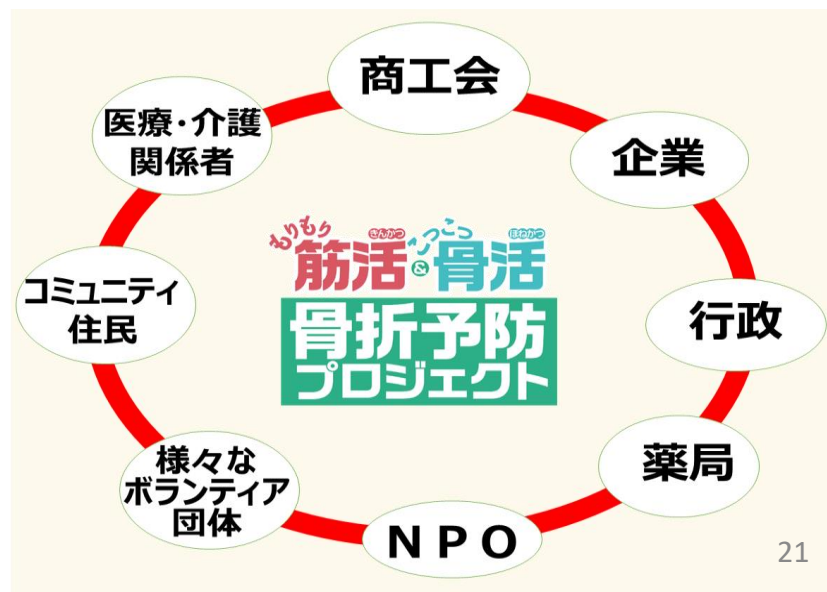 商工会
企業
行政
薬局
ＮＰＯ
様々な
ボランティア
団体
コミュニティ
住民
医療・介護
関係者
もりもり きんかつ こつこつ ほねかつ
筋活&骨活
骨折予防
プロジェクト
21